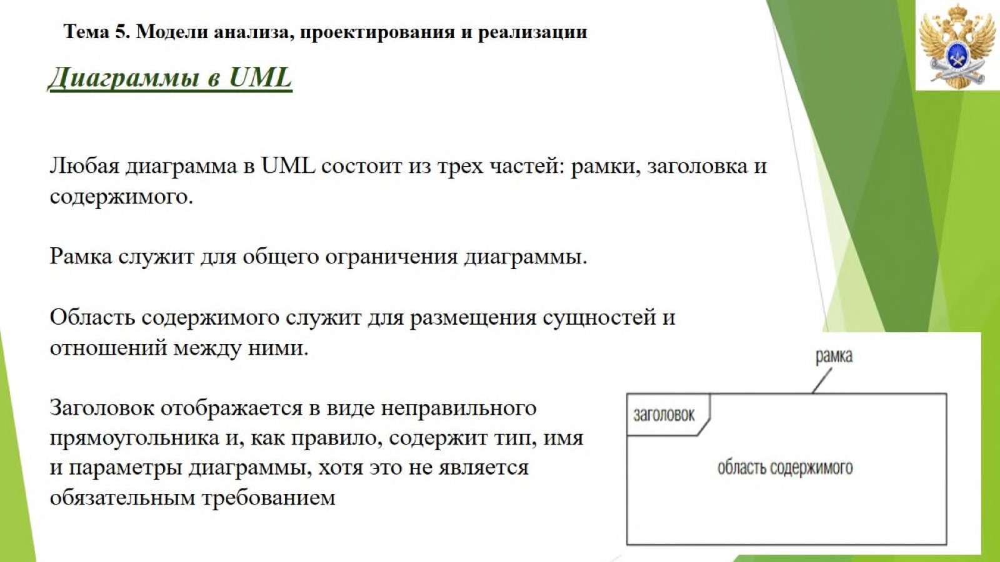 Тема 5. Модели анализа, проектирования и реализации
Диаграммы в UML
Любая диаграмма в UML состоит из трех частей: рамки, заголовка и
содержимого.
Рамка служит для общего ограничения диаграммы.
Область содержимого служит для размещения сущностей и
отношений между ними.
Заголовок отображается в виде неправильного
прямоугольника и, как правило, содержит тип, имя
и параметры диаграммы, хотя это не является
обязательным требованием
рамка
заголовок
область содержимого